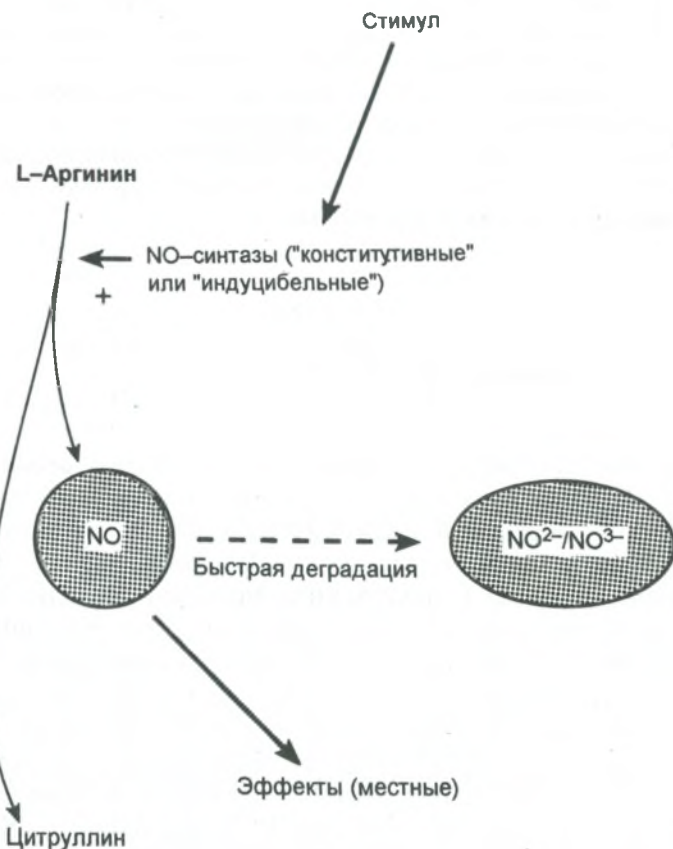 Стимул
L–Аргинин
NO–синтазы ("конститутивные"
или "индуцибельные")
+
NO
NO²⁻/NO³⁻
Быстрая деградация
Эффекты (местные)
Цитруллин